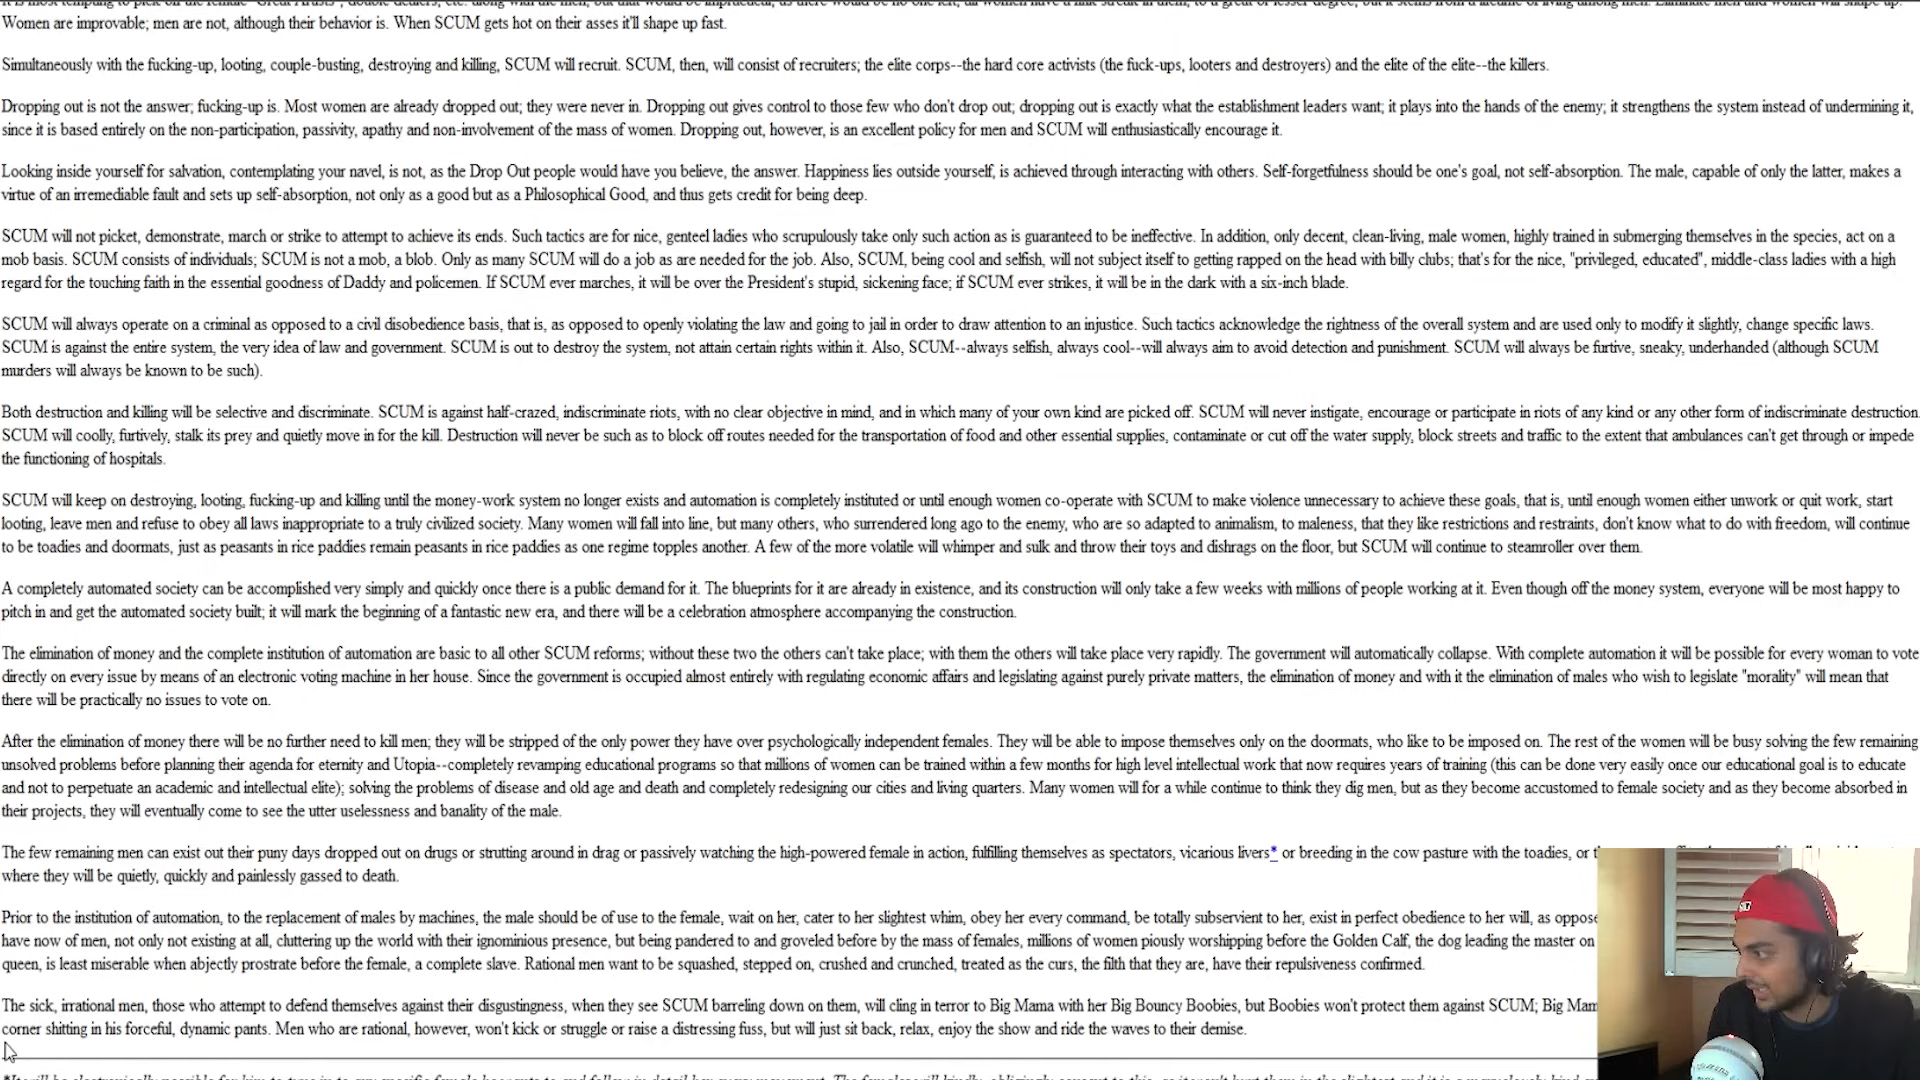 Women are improvable; men are not, although their behavior is. When SCUM gets hot on their asses it'll shape up fast.
Simultaneously with the fucking-up, looting, couple-busting, destroying and killing, SCUM will recruit. SCUM, then, will consist of recruiters; the elite corps--the hard core activists (the fuck-ups, looters and destroyers) and the elite of the elite--the killers.
Dropping out is not the answer; fucking-up is. Most women are already dropped out; they were never in. Dropping out gives control to those few who don't drop out; dropping out is exactly what the establishment leaders want; it plays into the hands of the enemy; it strengthens the system instead of undermining it,
since it is based entirely on the non-participation, passivity, apathy and non-involvement of the mass of women. Dropping out, however, is an excellent policy for men and SCUM will enthusiastically encourage it.
Looking inside yourself for salvation, contemplating your navel, is not, as the Drop Out people would have you believe, the answer. Happiness lies outside yourself, is achieved through interacting with others. Self-forgetfulness should be one's goal, not self-absorption. The male, capable of only the latter, makes a
virtue of an irremediable fault and sets up self-absorption, not only as a good but as a Philosophical Good, and thus gets credit for being deep.
SCUM will not picket, demonstrate, march or strike to attempt to achieve its ends. Such tactics are for nice, genteel ladies who scrupulously take only such action as is guaranteed to be ineffective. In addition, only decent, clean-living, male women, highly trained in submerging themselves in the species, act on a
mob basis. SCUM consists of individuals; SCUM is not a mob, a blob. Only as many SCUM will do a job as are needed for the job. Also, SCUM, being cool and selfish, will not subject itself to getting rapped on the head with billy clubs; that's for the nice, "privileged, educated", middle-class ladies with a high
regard for the touching faith in the essential goodness of Daddy and policemen. If SCUM ever marches, it will be over the President's stupid, sickening face; if SCUM ever strikes, it will be in the dark with a six-inch blade.
SCUM will always operate on a criminal as opposed to a civil disobedience basis, that is, as opposed to openly violating the law and going to jail in order to draw attention to an injustice. Such tactics acknowledge the rightness of the overall system and are used only to modify it slightly, change specific laws.
SCUM is against the entire system, the very idea of law and government. SCUM is out to destroy the system, not attain certain rights within it. Also, SCUM--always selfish, always cool--will always aim to avoid detection and punishment. SCUM will always be furtive, sneaky, underhanded (although SCUM
murders will always be known to be such).
Both destruction and killing will be selective and discriminate. SCUM is against half-crazed, indiscriminate riots, with no clear objective in mind, and in which many of your own kind are picked off. SCUM will never instigate, encourage or participate in riots of any kind or any other form of indiscriminate destruction.
SCUM will coolly, furtively, stalk its prey and quietly move in for the kill. Destruction will never be such as to block off routes needed for the transportation of food and other essential supplies, contaminate or cut off the water supply, block streets and traffic to the extent that ambulances can't get through or impede
the functioning of hospitals.
SCUM will keep on destroying, looting, fucking-up and killing until the money-work system no longer exists and automation is completely instituted or until enough women co-operate with SCUM to make violence unnecessary to achieve these goals, that is, until enough women either unwork or quit work, start
looting, leave men and refuse to obey all laws inappropriate to a truly civilized society. Many women will fall into line, but many others, who surrendered long ago to the enemy, who are so adapted to animalism, to maleness, that they like restrictions and restraints, don't know what to do with freedom, will continue
to be toadies and doormats, just as peasants in rice paddies remain peasants in rice paddies as one regime topples another. A few of the more volatile will whimper and sulk and throw their toys and dishrags on the floor, but SCUM will continue to steamroller over them.
A completely automated society can be accomplished very simply and quickly once there is a public demand for it. The blueprints for it are already in existence, and its construction will only take a few weeks with millions of people working at it. Even though off the money system, everyone will be most happy to
pitch in and get the automated society built; it will mark the beginning of a fantastic new era, and there will be a celebration atmosphere accompanying the construction.
The elimination of money and the complete institution of automation are basic to all other SCUM reforms; without these two the others can't take place; with them the others will take place very rapidly. The government will automatically collapse. With complete automation it will be possible for every woman to vote
directly on every issue by means of an electronic voting machine in her house. Since the government is occupied almost entirely with regulating economic affairs and legislating against purely private matters, the elimination of money and with it the elimination of males who wish to legislate "morality" will mean that
there will be practically no issues to vote on.
After the elimination of money there will be no further need to kill men; they will be stripped of the only power they have over psychologically independent females. They will be able to impose themselves only on the doormats, who like to be imposed on. The rest of the women will be busy solving the few remaining
unsolved problems before planning their agenda for eternity and Utopia--completely revamping educational programs so that millions of women can be trained within a few months for high level intellectual work that now requires years of training (this can be done very easily once our educational goal is to educate
and not to perpetuate an academic and intellectual elite); solving the problems of disease and old age and death and completely redesigning our cities and living quarters. Many women will for a while continue to think they dig men, but as they become accustomed to female society and as they become absorbed in
their projects, they will eventually come to see the utter uselessness and banality of the male.
The few remaining men can exist out their puny days dropped out on drugs or strutting around in drag or passively watching the high-powered female in action, fulfilling themselves as spectators, vicarious livers* or breeding in the cow pasture with the toadies, or
where they will be quietly, quickly and painlessly gassed to death.
Prior to the institution of automation, to the replacement of males by machines, the male should be of use to the female, wait on her, cater to her slightest whim, obey her every command, be totally subservient to her, exist in perfect obedience to her will, as oppose
have now of men, not only not existing at all, cluttering up the world with their ignominious presence, but being pandered to and groveled before by the mass of females, millions of women piously worshipping before the Golden Calf, the dog leading the master on
queen, is least miserable when abjectly prostrate before the female, a complete slave. Rational men want to be squashed, stepped on, crushed and crunched, treated as the curs, the filth that they are, have their repulsiveness confirmed.
The sick, irrational men, those who attempt to defend themselves against their disgustingness, when they see SCUM barreling down on them, will cling in terror to Big Mama with her Big Bouncy Boobies, but Boobies won't protect them against SCUM; Big Mam
corner shitting in his forceful, dynamic pants. Men who are rational, however, won't kick or struggle or raise a distressing fuss, but will just sit back, relax, enjoy the show and ride the waves to their demise.